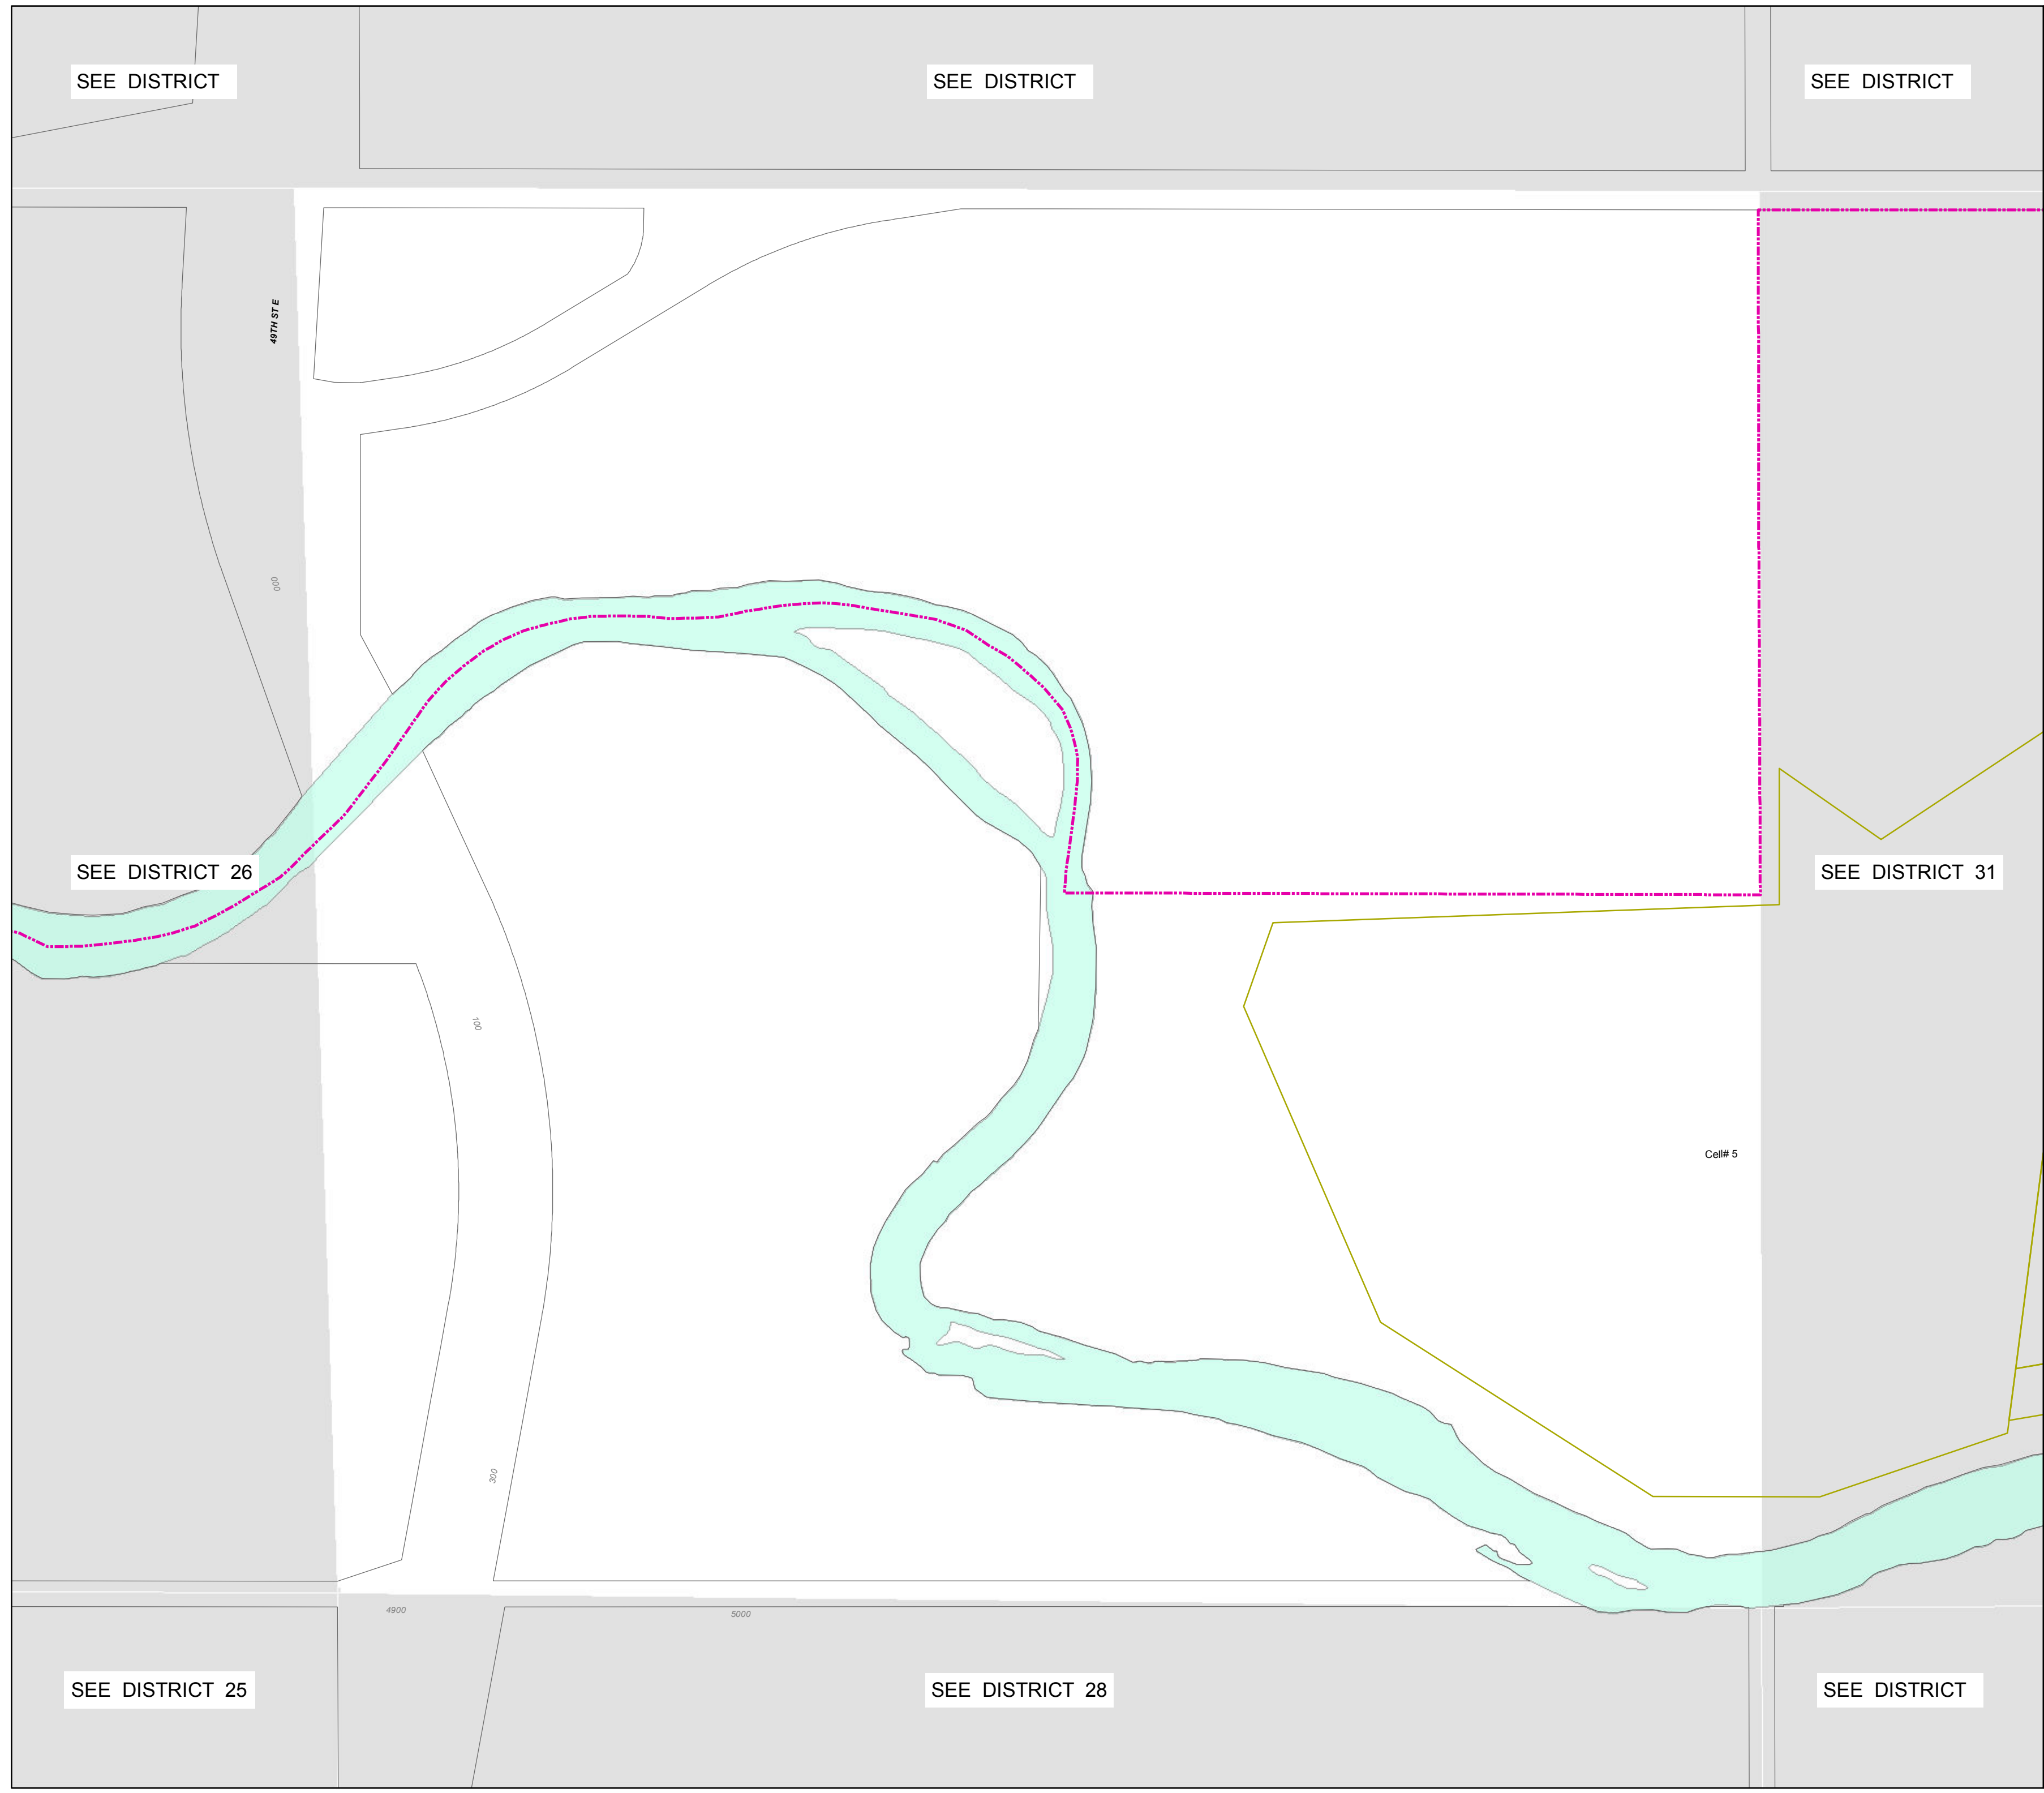 SEE DISTRICT
SEE DISTRICT
SEE DISTRICT
49TH ST E
000
SEE DISTRICT 26
SEE DISTRICT 31
100
Cell# 5
300
4900
5000
SEE DISTRICT 25
SEE DISTRICT 28
SEE DISTRICT